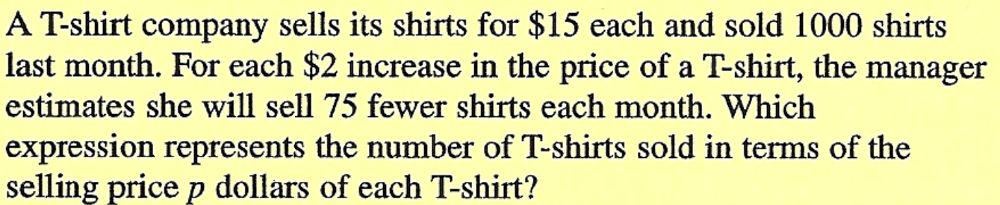 A T-shirt company sells its shirts for $15 each and sold 1000 shirts
last month. For each $2 increase in the price of a T-shirt, the manager
estimates she will sell 75 fewer shirts each month. Which
expression represents the number of T-shirts sold in terms of the
selling price p dollars of each T-shirt?